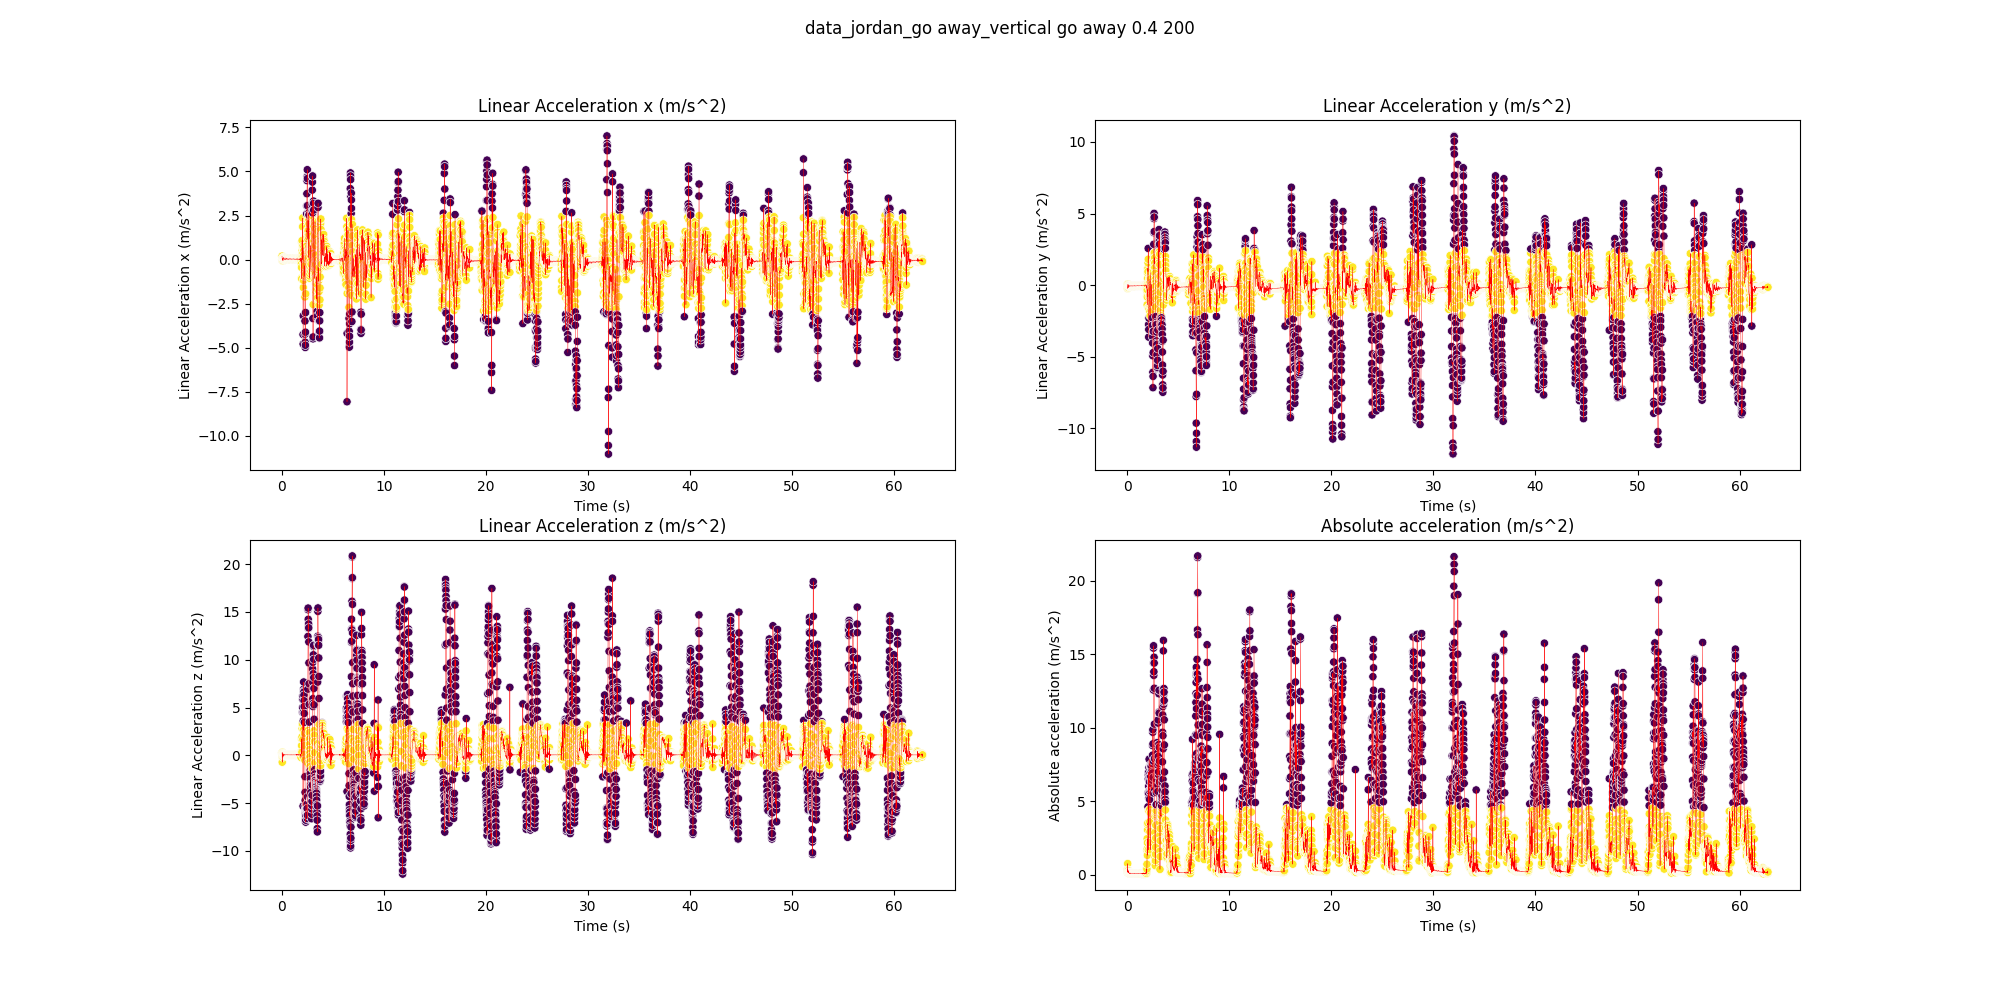 data_jordan_go away_vertical go away 0.4 200
Linear Acceleration x (m/s^2)
Linear Acceleration x (m/s^2)
7.5
5.0
2.5
0.0
−2.5
−5.0
−7.5
−10.0
0 10 20 30 40 50 60
Time (s)
Linear Acceleration y (m/s^2)
Linear Acceleration y (m/s^2)
10
5
0
−5
−10
0 10 20 30 40 50 60
Time (s)
Linear Acceleration z (m/s^2)
Linear Acceleration z (m/s^2)
20
15
10
5
0
−5
−10
0 10 20 30 40 50 60
Time (s)
Absolute acceleration (m/s^2)
Absolute acceleration (m/s^2)
20
15
10
5
0
0 10 20 30 40 50 60
Time (s)